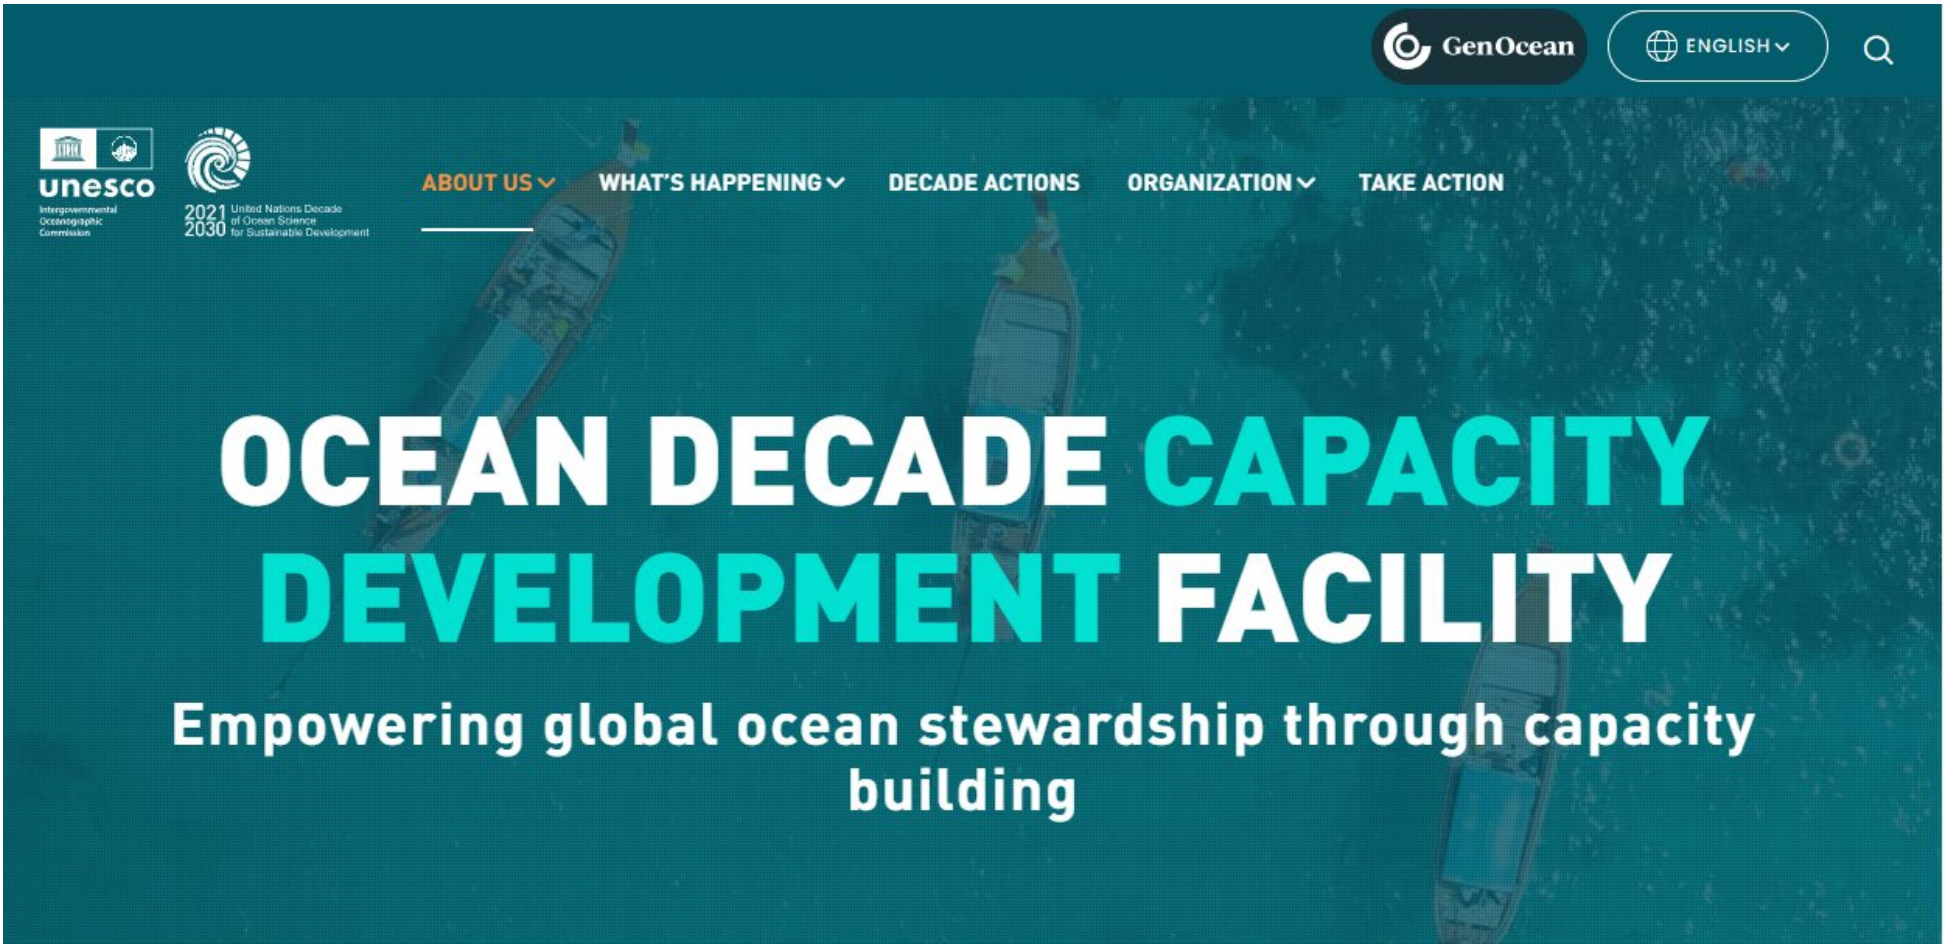 GenOcean
ENGLISH
unesco
Intergovernmental
Oceanographic
Commission
2021
2030
United Nations Decade
of Ocean Science
for Sustainable Development
ABOUT US
WHAT'S HAPPENING
DECADE ACTIONS
ORGANIZATION
TAKE ACTION
OCEAN DECADE CAPACITY
DEVELOPMENT FACILITY
Empowering global ocean stewardship through capacity
building